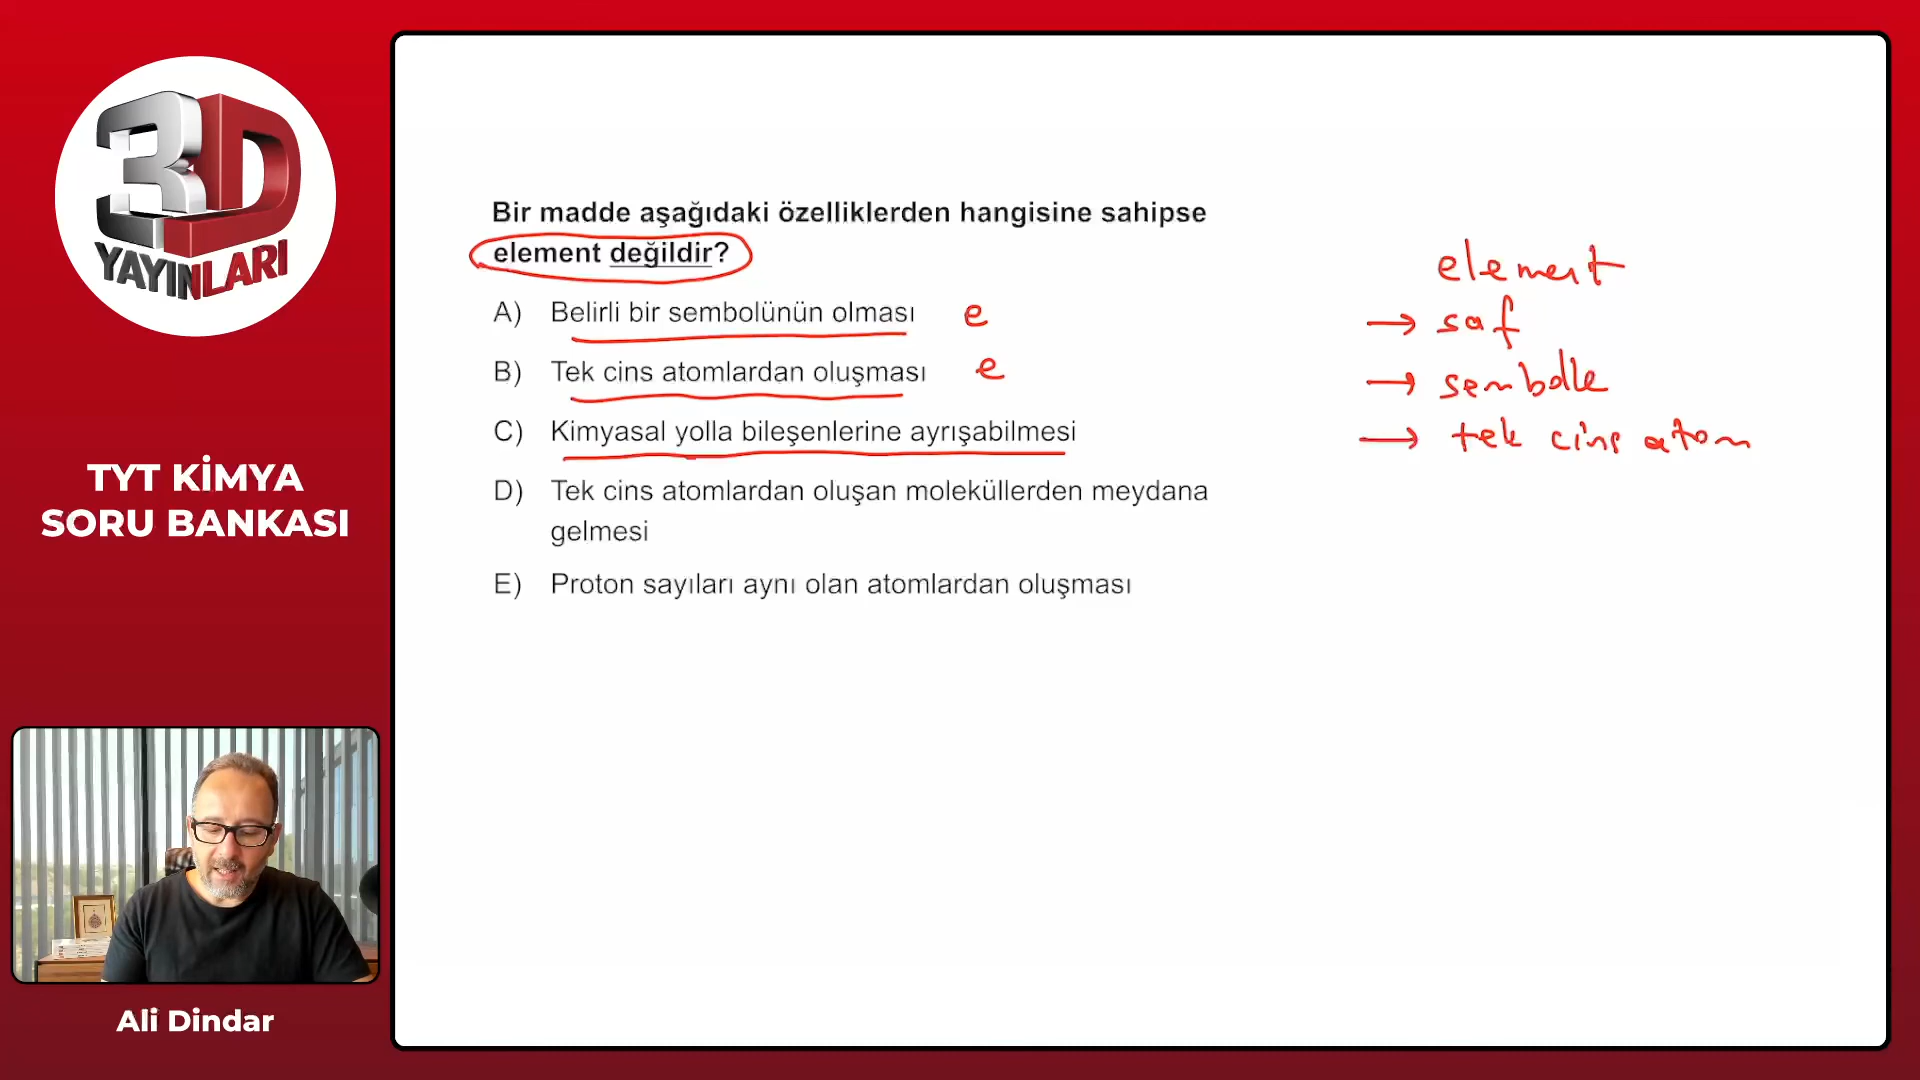 3D
YAYINLARI
TYT KİMYA
SORU BANKASI
Ali Dindar
Bir madde aşağıdaki özelliklerden hangisine sahipse
element değildir?
A) Belirli bir sembolünün olması e
B) Tek cins atomlardan oluşması e
C) Kimyasal yolla bileşenlerine ayrışabilmesi
D) Tek cins atomlardan oluşan moleküllerden meydana
gelmesi
E) Proton sayıları aynı olan atomlardan oluşması
element
→ saf
→ sembolle
→ tek cins atom